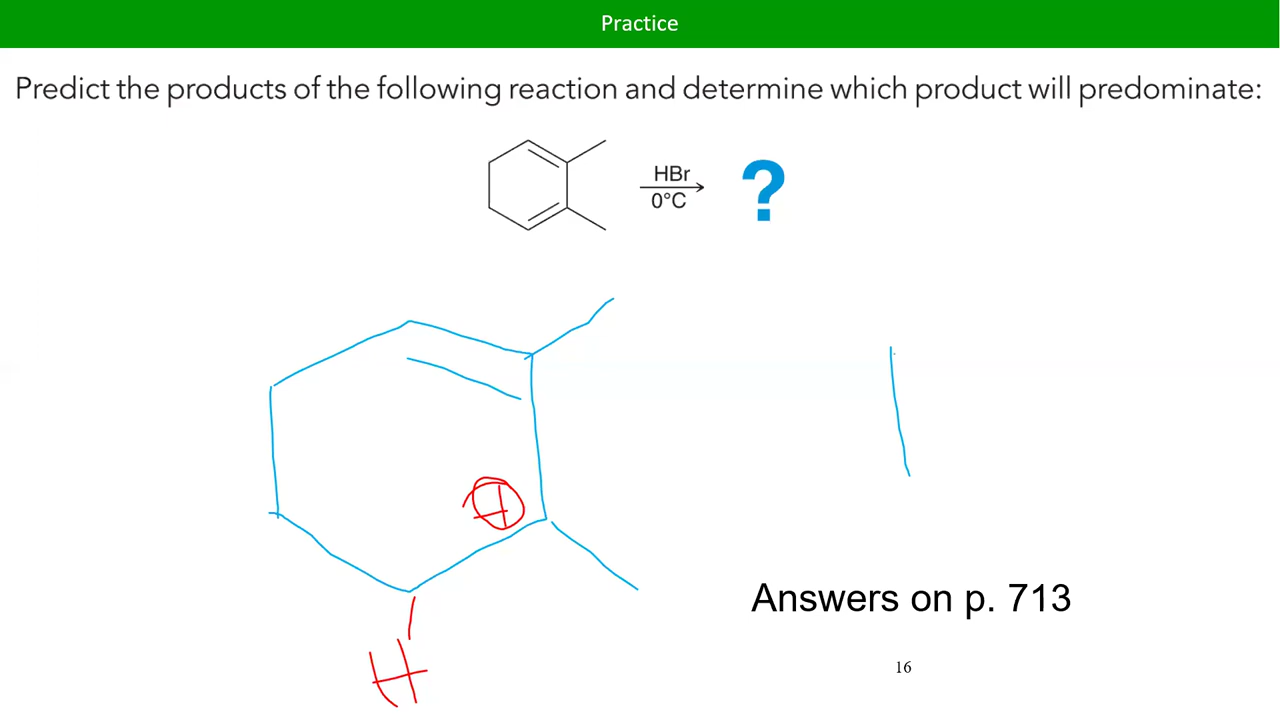 Practice
Predict the products of the following reaction and determine which product will predominate:
HBr
0°C
?
+
H
Answers on p. 713
16